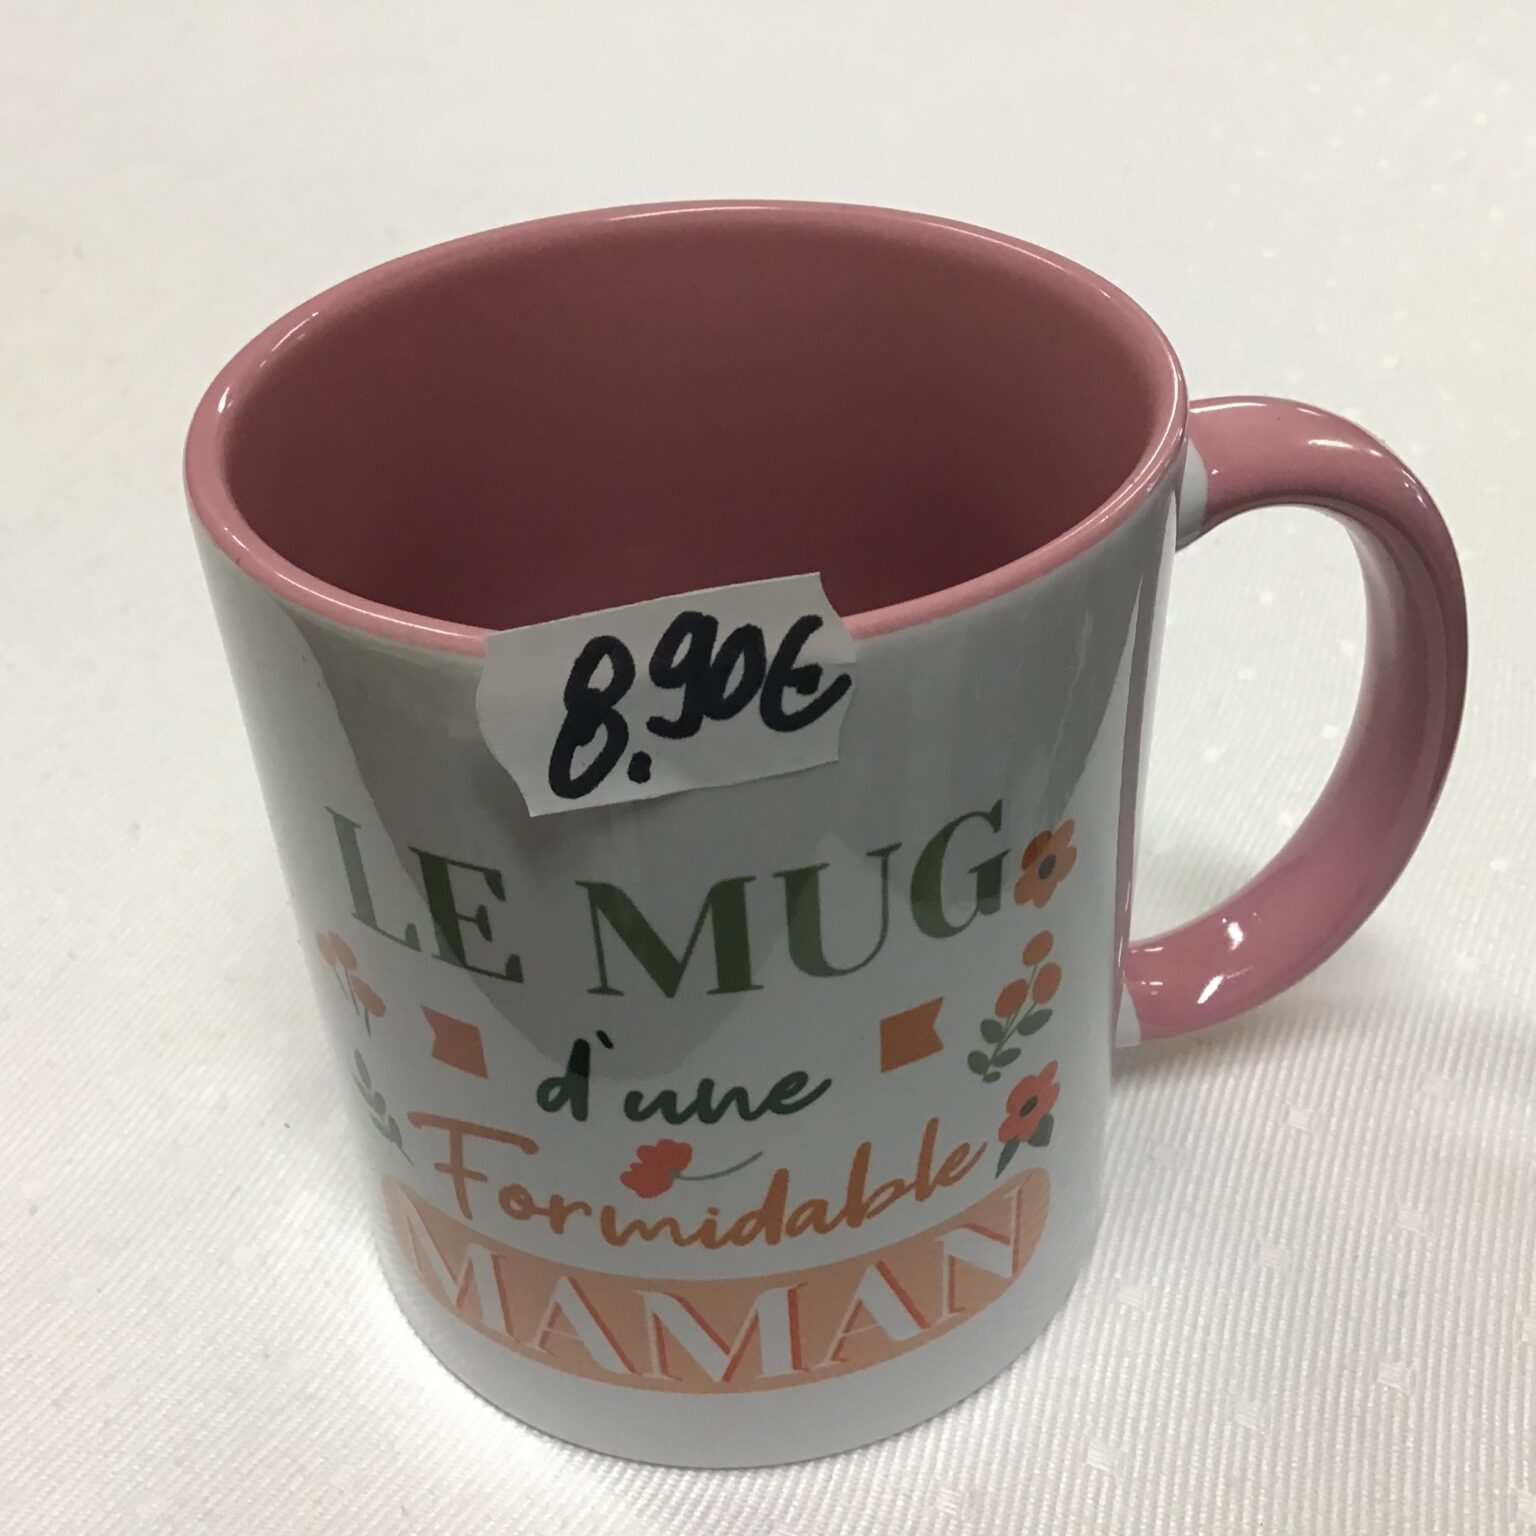 8.90€
LE MUG
d'une
Formidable
MAMAN